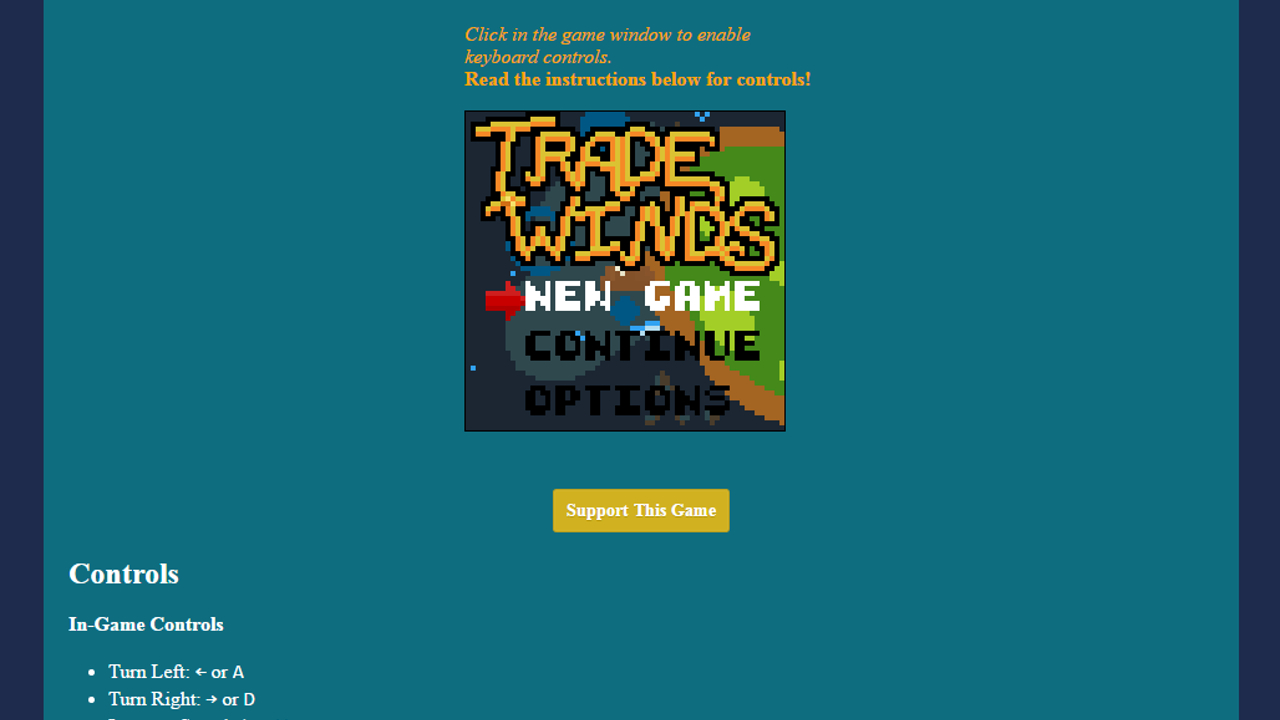 Click in the game window to enable
keyboard controls.
Read the instructions below for controls!
TRADE
WINDS
NEW GAME
CONTINUE
OPTIONS
Support This Game
Controls
In-Game Controls
• Turn Left: ← or A
• Turn Right: → or D